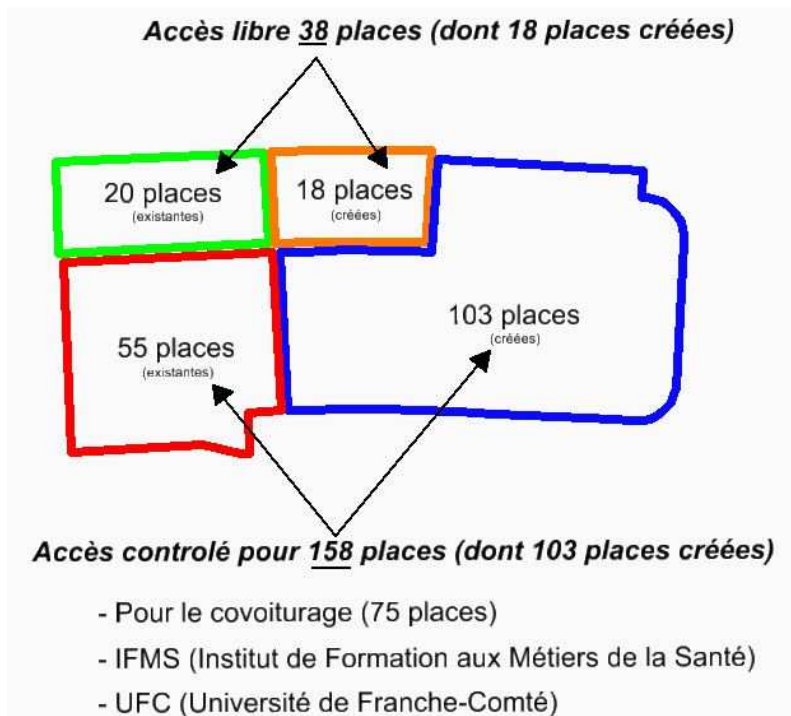 Accès libre 38 places (dont 18 places créées)
20 places
(existantes)
18 places
(créées)
103 places
(créées)
55 places
(existantes)
Accès controlé pour 158 places (dont 103 places créées)
- Pour le covoiturage (75 places)
- IFMS (Institut de Formation aux Métiers de la Santé)
- UFC (Université de Franche-Comté)